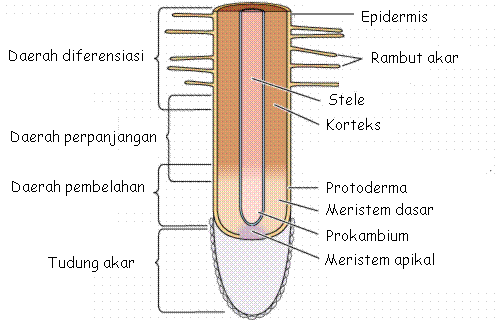 Daerah diferensiasi
Daerah perpanjangan
Daerah pembelahan
Tudung akar
Epidermis
Rambut akar
Stele
Korteks
Protoderma
Meristem dasar
Prokambium
Meristem apikal